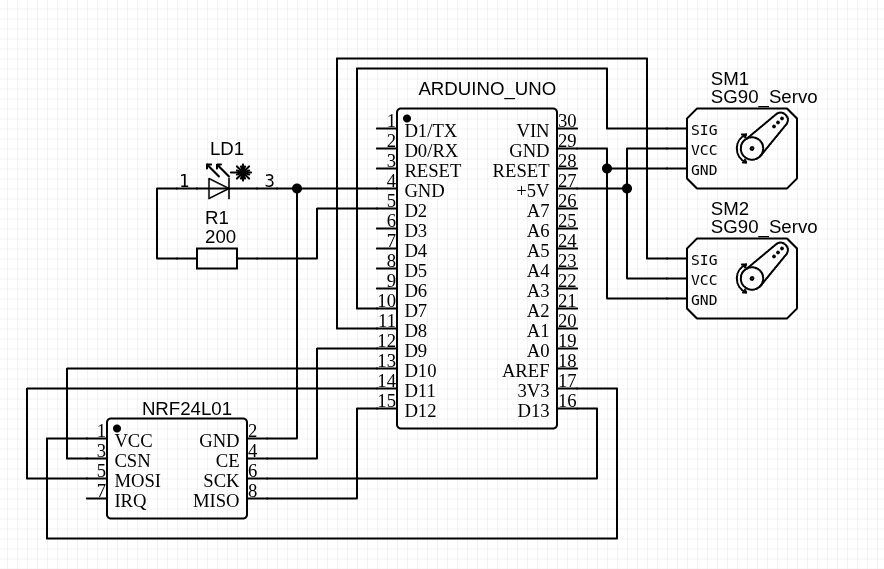 ARDUINO_UNO
1 D1/TX VIN 30
2 D0/RX GND 29
3 RESET RESET 28
4 GND +5V 27
5 D2 A7 26
6 D3 A6 25
7 D4 A5 24
8 D5 A4 23
9 D6 A3 22
10 D7 A2 21
11 D8 A1 20
12 D9 A0 19
13 D10 AREF 18
14 D11 3V3 17
15 D12 D13 16
SM1
SG90_Servo
SIG
VCC
GND
SM2
SG90_Servo
SIG
VCC
GND
LD1
1 3
R1
200
NRF24L01
1 VCC GND 2
3 CSN CE 4
5 MOSI SCK 6
7 IRQ MISO 8